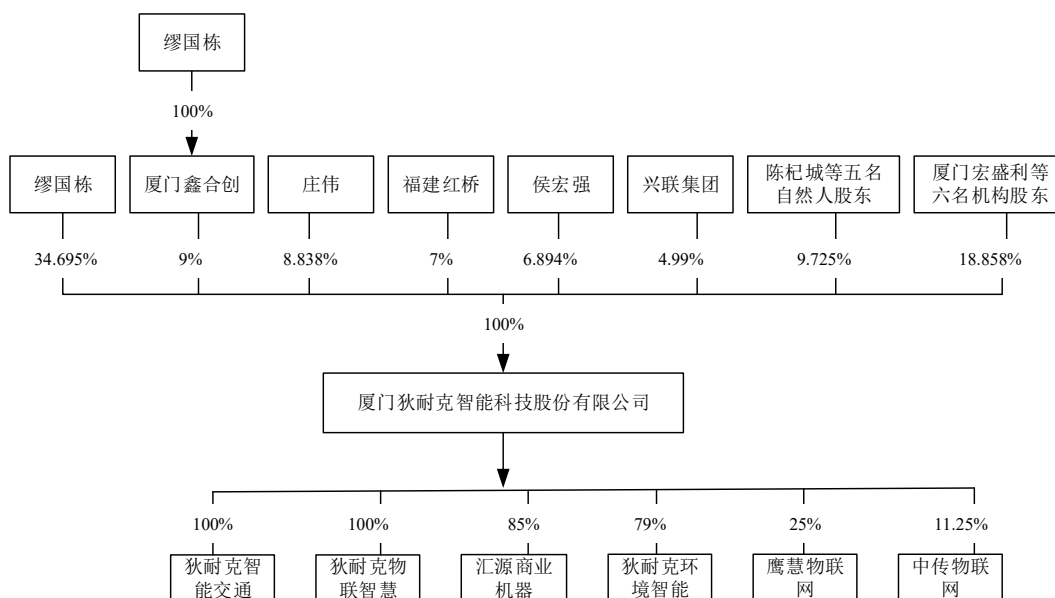 缪国栋
100%
缪国栋
厦门鑫合创
庄伟
福建红桥
侯宏强
兴联集团
陈杞城等五名
自然人股东
厦门宏盛利等
六名机构股东
34.695%
9%
8.838%
7%
6.894%
4.99%
9.725%
18.858%
100%
厦门狄耐克智能科技股份有限公司
100%
100%
85%
79%
25%
11.25%
狄耐克智
能交通
狄耐克物
联智慧
汇源商业
机器
狄耐克环
境智能
鹰慧物联
网
中传物联
网